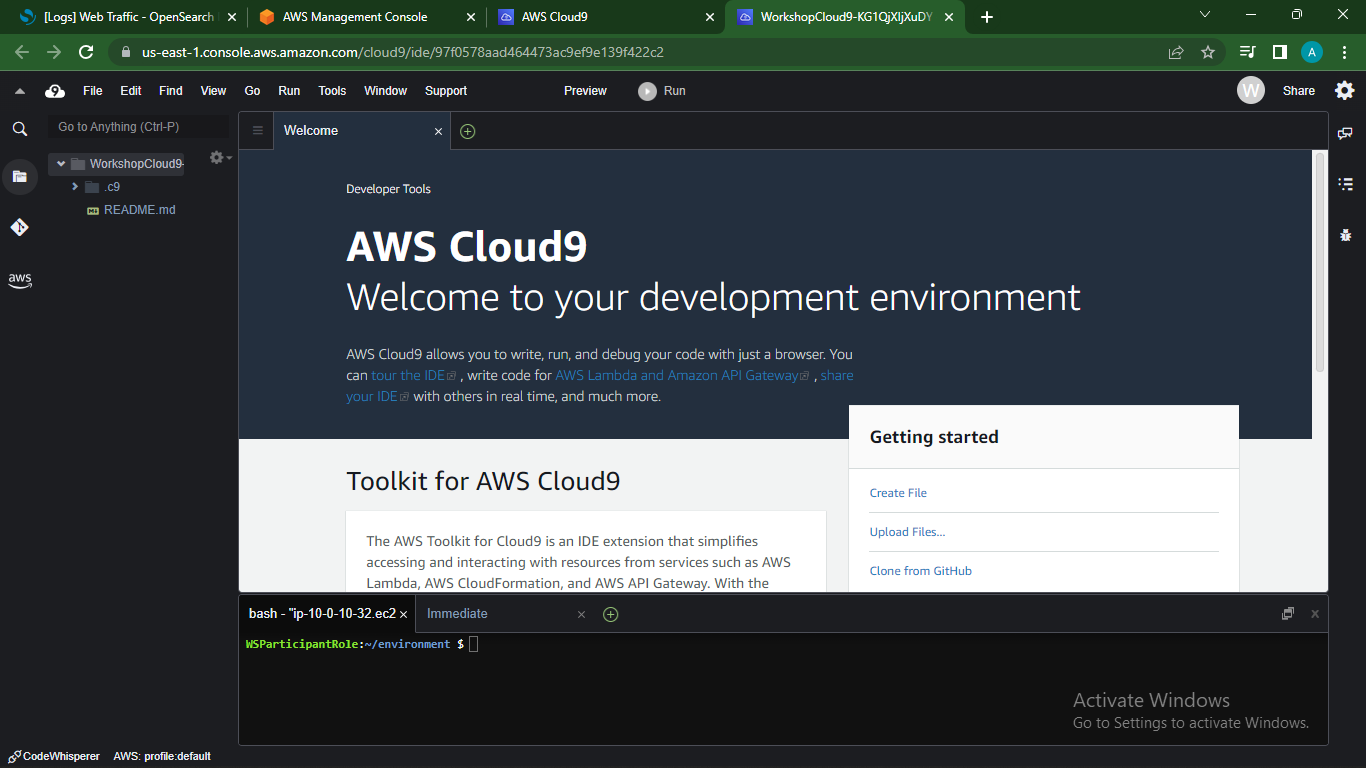 [Logs] Web Traffic - OpenSearch
AWS Management Console
AWS Cloud9
WorkshopCloud9-KG1QjXljXuDY
us-east-1.console.aws.amazon.com/cloud9/ide/97f0578aad464473ac9ef9e139f422c2
A
9
File
Edit
Find
View
Go
Run
Tools
Window
Support
Preview
Run
W
Share
Go to Anything (Ctrl-P)
WorkshopCloud9-
.c9
README.md
aws
Welcome
Developer Tools
AWS Cloud9
Welcome to your development environment
AWS Cloud9 allows you to write, run, and debug your code with just a browser. You
can tour the IDE , write code for AWS Lambda and Amazon API Gateway , share
your IDE with others in real time, and much more.
Getting started
Create File
Upload Files...
Clone from GitHub
Toolkit for AWS Cloud9
The AWS Toolkit for Cloud9 is an IDE extension that simplifies
accessing and interacting with resources from services such as AWS
Lambda, AWS CloudFormation, and AWS API Gateway. With the
bash - "ip-10-0-10-32.ec2
Immediate
WSParticipantRole:~/environment $
Activate Windows
Go to Settings to activate Windows.
CodeWhisperer
AWS: profile:default